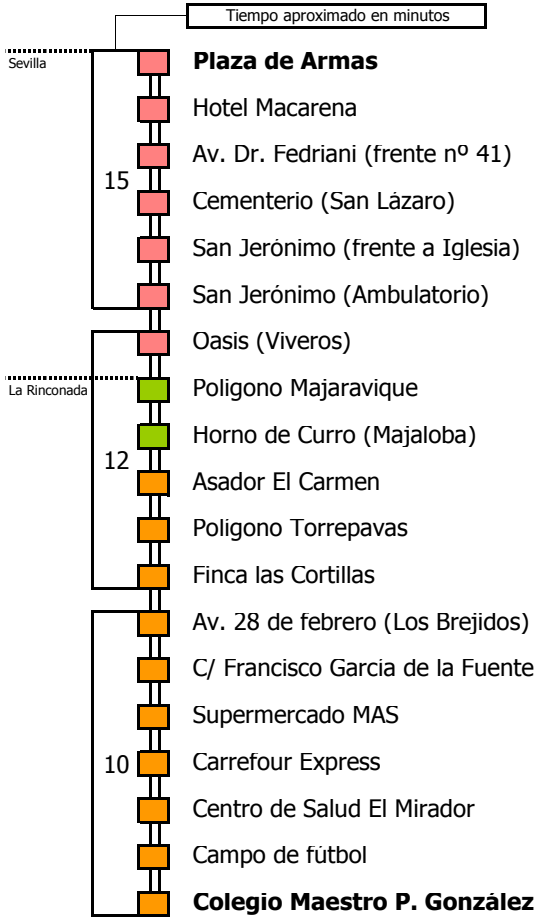 Tiempo aproximado en minutos
Sevilla
Plaza de Armas
Hotel Macarena
Av. Dr. Fedriani (frente nº 41)
15
Cementerio (San Lázaro)
San Jerónimo (frente a Iglesia)
San Jerónimo (Ambulatorio)
Oasis (Viveros)
La Rinconada
Poligono Majaravique
Horno de Curro (Majaloba)
12
Asador El Carmen
Poligono Torrepavas
Finca las Cortillas
Av. 28 de febrero (Los Brejidos)
C/ Francisco Garcia de la Fuente
Supermercado MAS
10
Carrefour Express
Centro de Salud El Mirador
Campo de fútbol
Colegio Maestro P. González